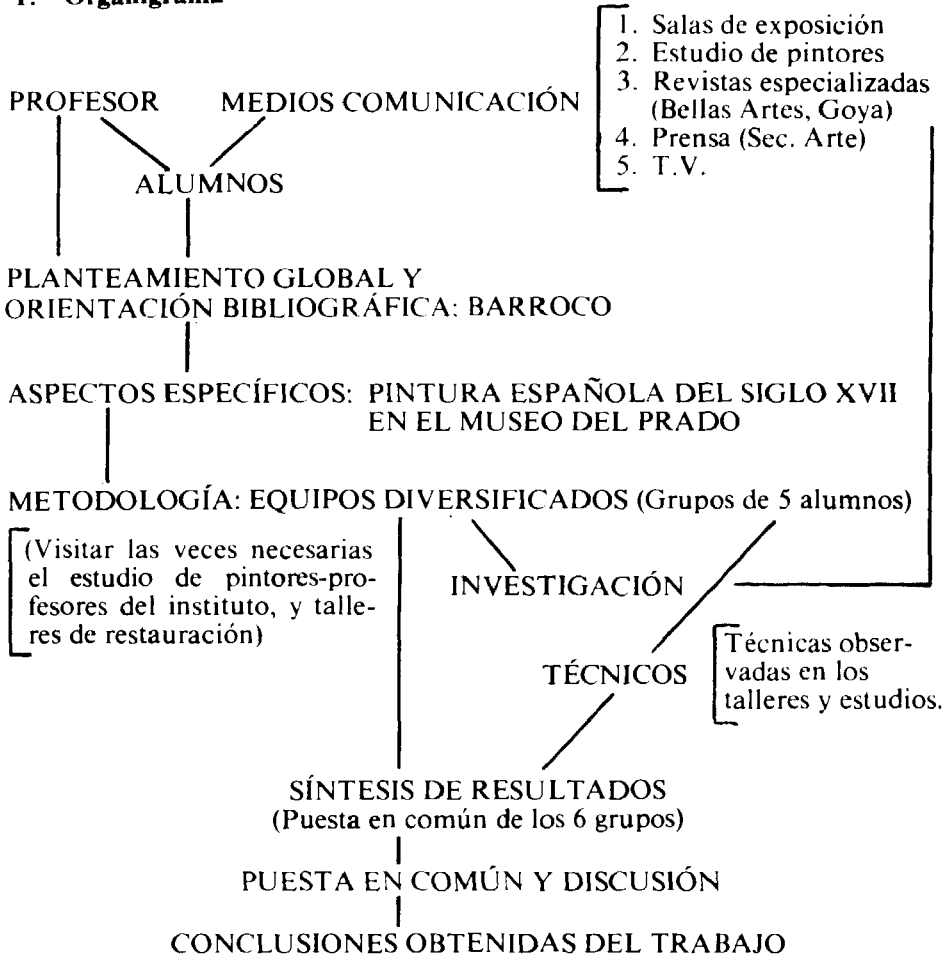 1. Organigrama
1. Salas de exposición
2. Estudio de pintores
3. Revistas especializadas
(Bellas Artes, Goya)
4. Prensa (Sec. Arte)
5. T.V.
PROFESOR MEDIOS COMUNICACIÓN
ALUMNOS
PLANTEAMIENTO GLOBAL Y
ORIENTACIÓN BIBLIOGRÁFICA: BARROCO
ASPECTOS ESPECÍFICOS: PINTURA ESPAÑOLA DEL SIGLO XVII
EN EL MUSEO DEL PRADO
METODOLOGÍA: EQUIPOS DIVERSIFICADOS (Grupos de 5 alumnos)
(Visitar las veces necesarias
el estudio de pintores-pro-
fesores del instituto, y talle-
res de restauración)
INVESTIGACIÓN
TÉCNICOS
Técnicas obser-
vadas en los
talleres y estudios.
SÍNTESIS DE RESULTADOS
(Puesta en común de los 6 grupos)
PUESTA EN COMÚN Y DISCUSIÓN
CONCLUSIONES OBTENIDAS DEL TRABAJO